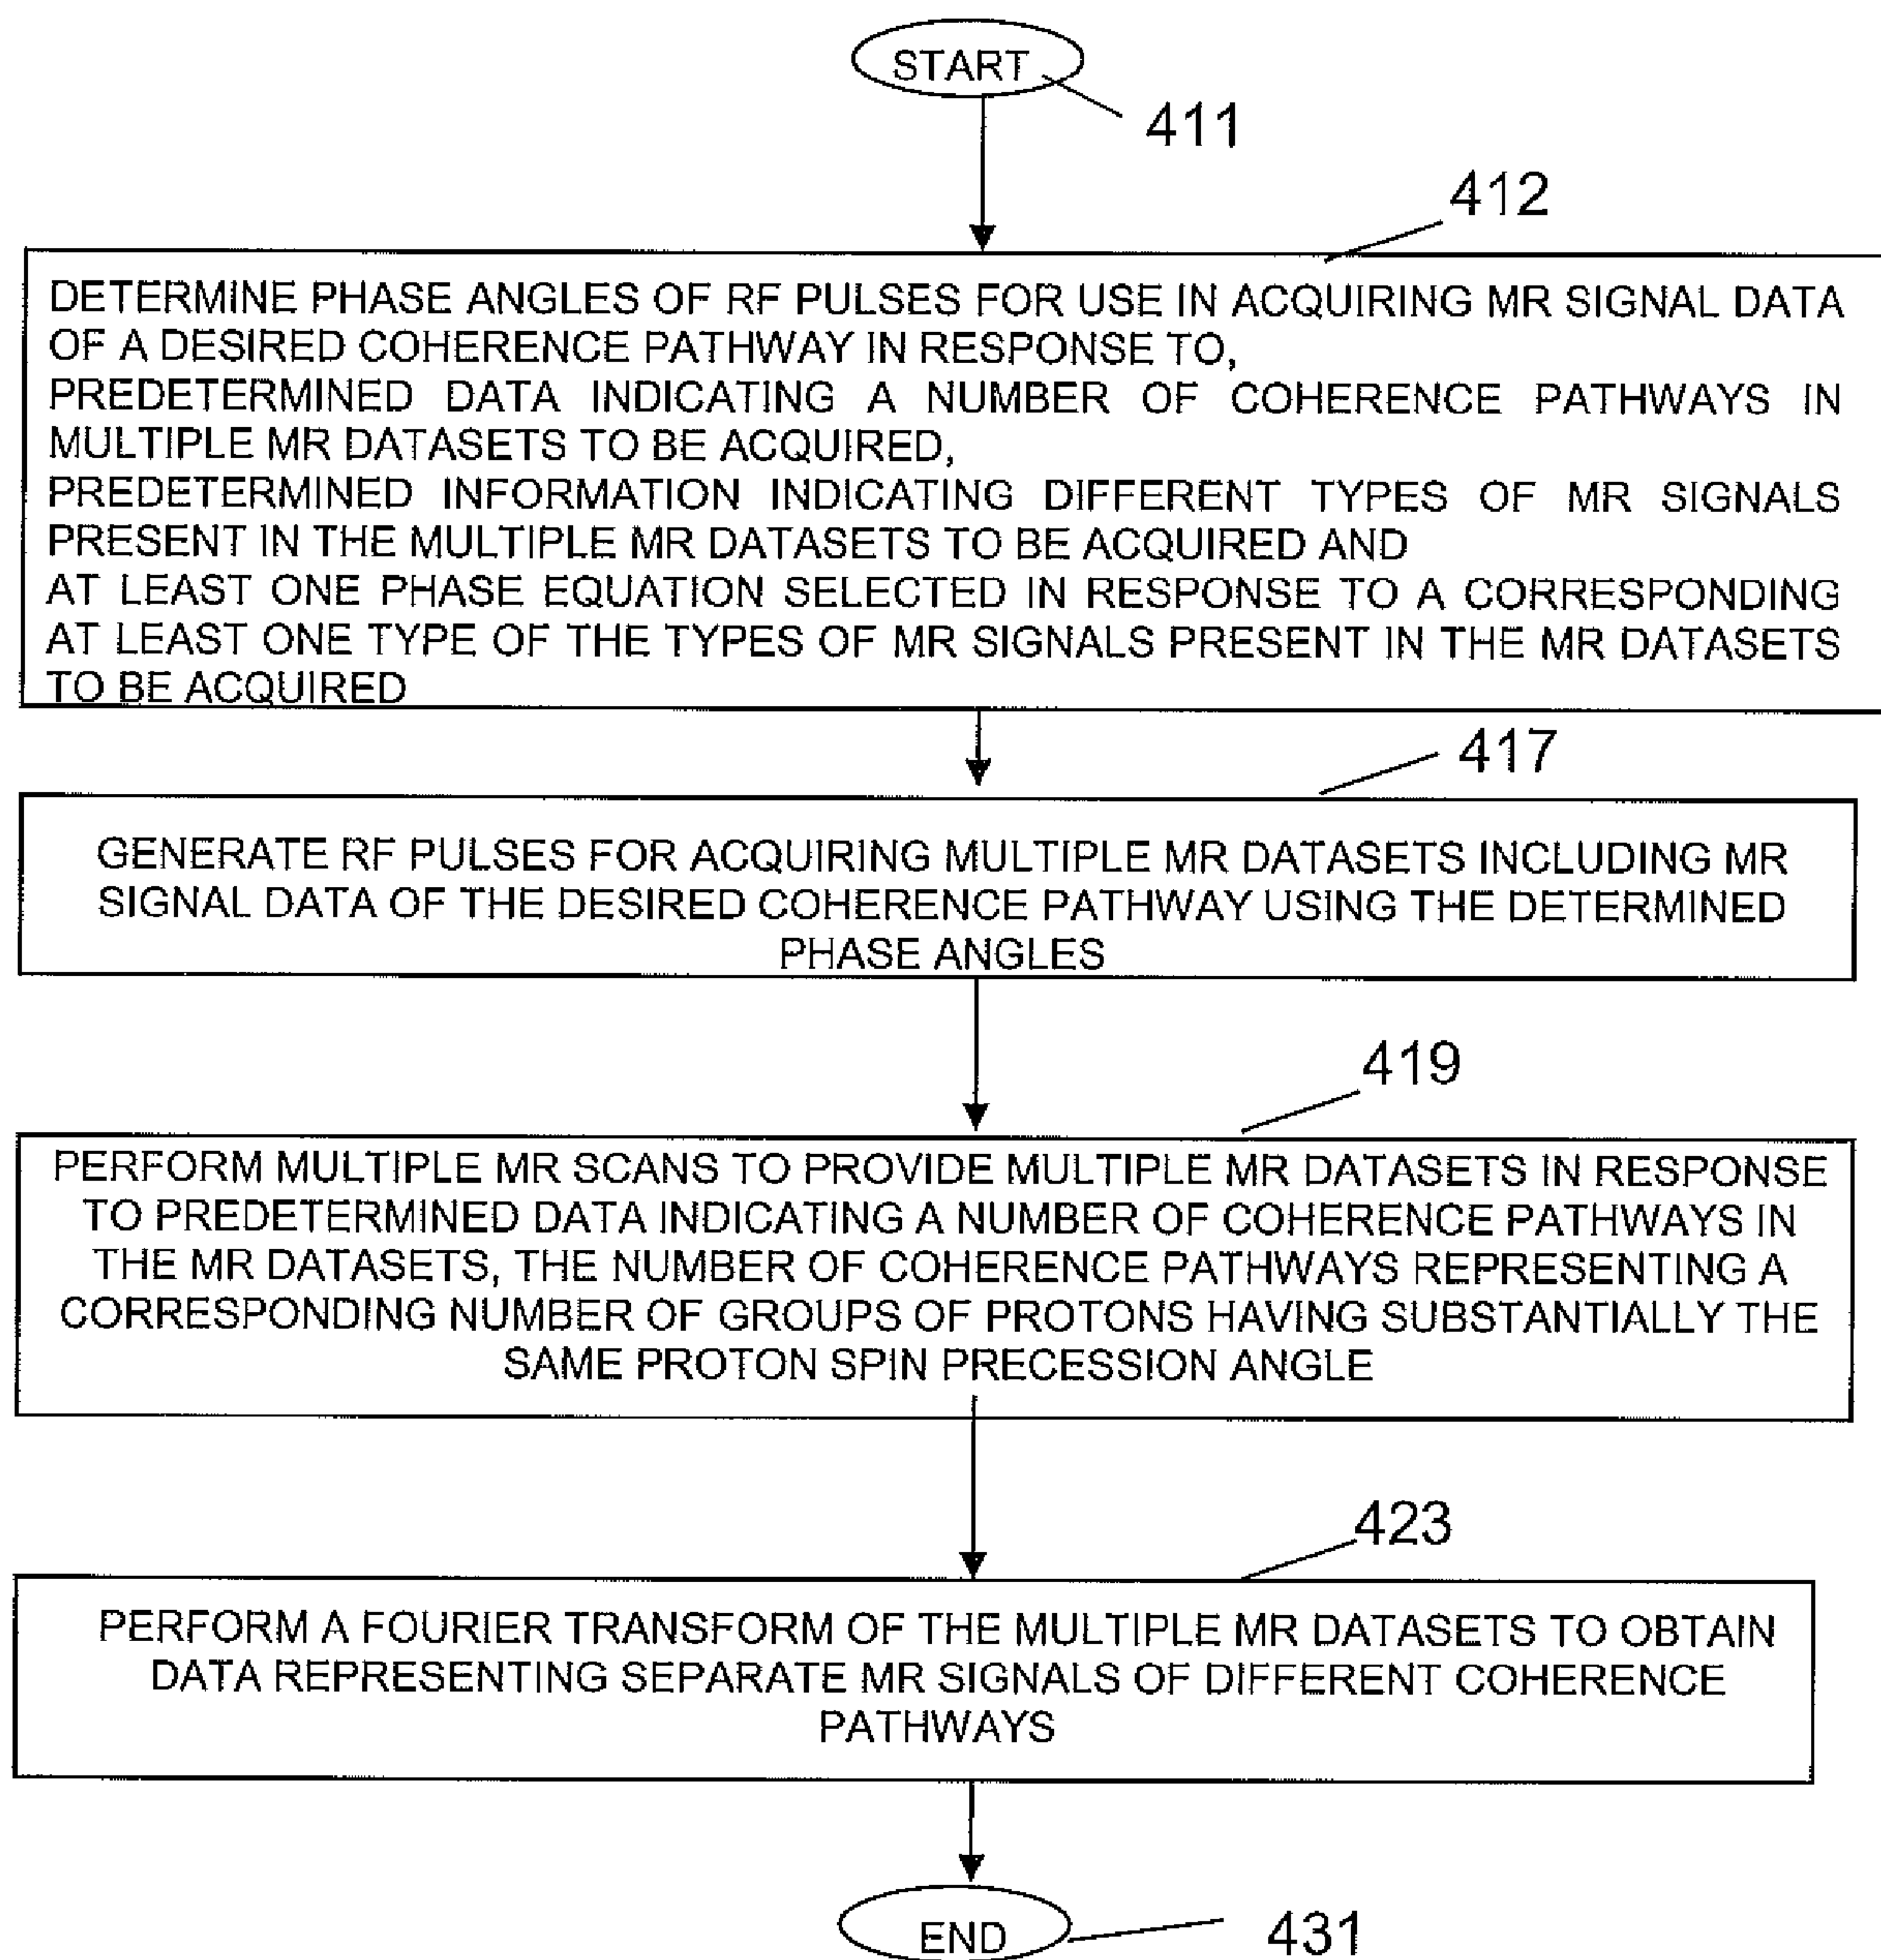 START
411
412
DETERMINE PHASE ANGLES OF RF PULSES FOR USE IN ACQUIRING MR SIGNAL DATA
OF A DESIRED COHERENCE PATHWAY IN RESPONSE TO,
PREDETERMINED DATA INDICATING A NUMBER OF COHERENCE PATHWAYS IN
MULTIPLE MR DATASETS TO BE ACQUIRED,
PREDETERMINED INFORMATION INDICATING DIFFERENT TYPES OF MR SIGNALS
PRESENT IN THE MULTIPLE MR DATASETS TO BE ACQUIRED AND
AT LEAST ONE PHASE EQUATION SELECTED IN RESPONSE TO A CORRESPONDING
AT LEAST ONE TYPE OF THE TYPES OF MR SIGNALS PRESENT IN THE MR DATASETS
TO BE ACQUIRED
417
GENERATE RF PULSES FOR ACQUIRING MULTIPLE MR DATASETS INCLUDING MR
SIGNAL DATA OF THE DESIRED COHERENCE PATHWAY USING THE DETERMINED
PHASE ANGLES
419
PERFORM MULTIPLE MR SCANS TO PROVIDE MULTIPLE MR DATASETS IN RESPONSE
TO PREDETERMINED DATA INDICATING A NUMBER OF COHERENCE PATHWAYS IN
THE MR DATASETS, THE NUMBER OF COHERENCE PATHWAYS REPRESENTING A
CORRESPONDING NUMBER OF GROUPS OF PROTONS HAVING SUBSTANTIALLY THE
SAME PROTON SPIN PRECESSION ANGLE
423
PERFORM A FOURIER TRANSFORM OF THE MULTIPLE MR DATASETS TO OBTAIN
DATA REPRESENTING SEPARATE MR SIGNALS OF DIFFERENT COHERENCE
PATHWAYS
END
431